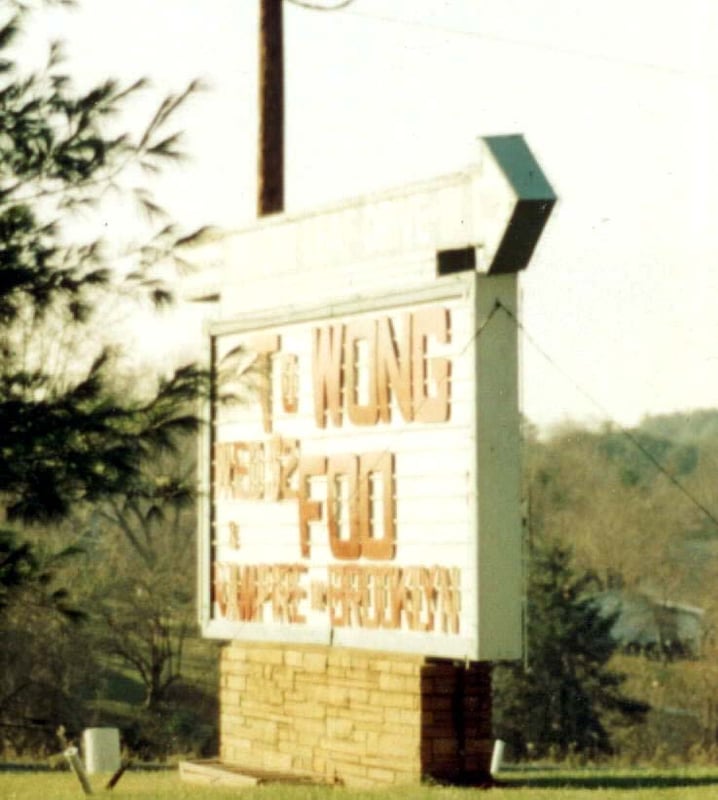 To WONG
FOO
&
VAMPIRE IN BROOKLYN